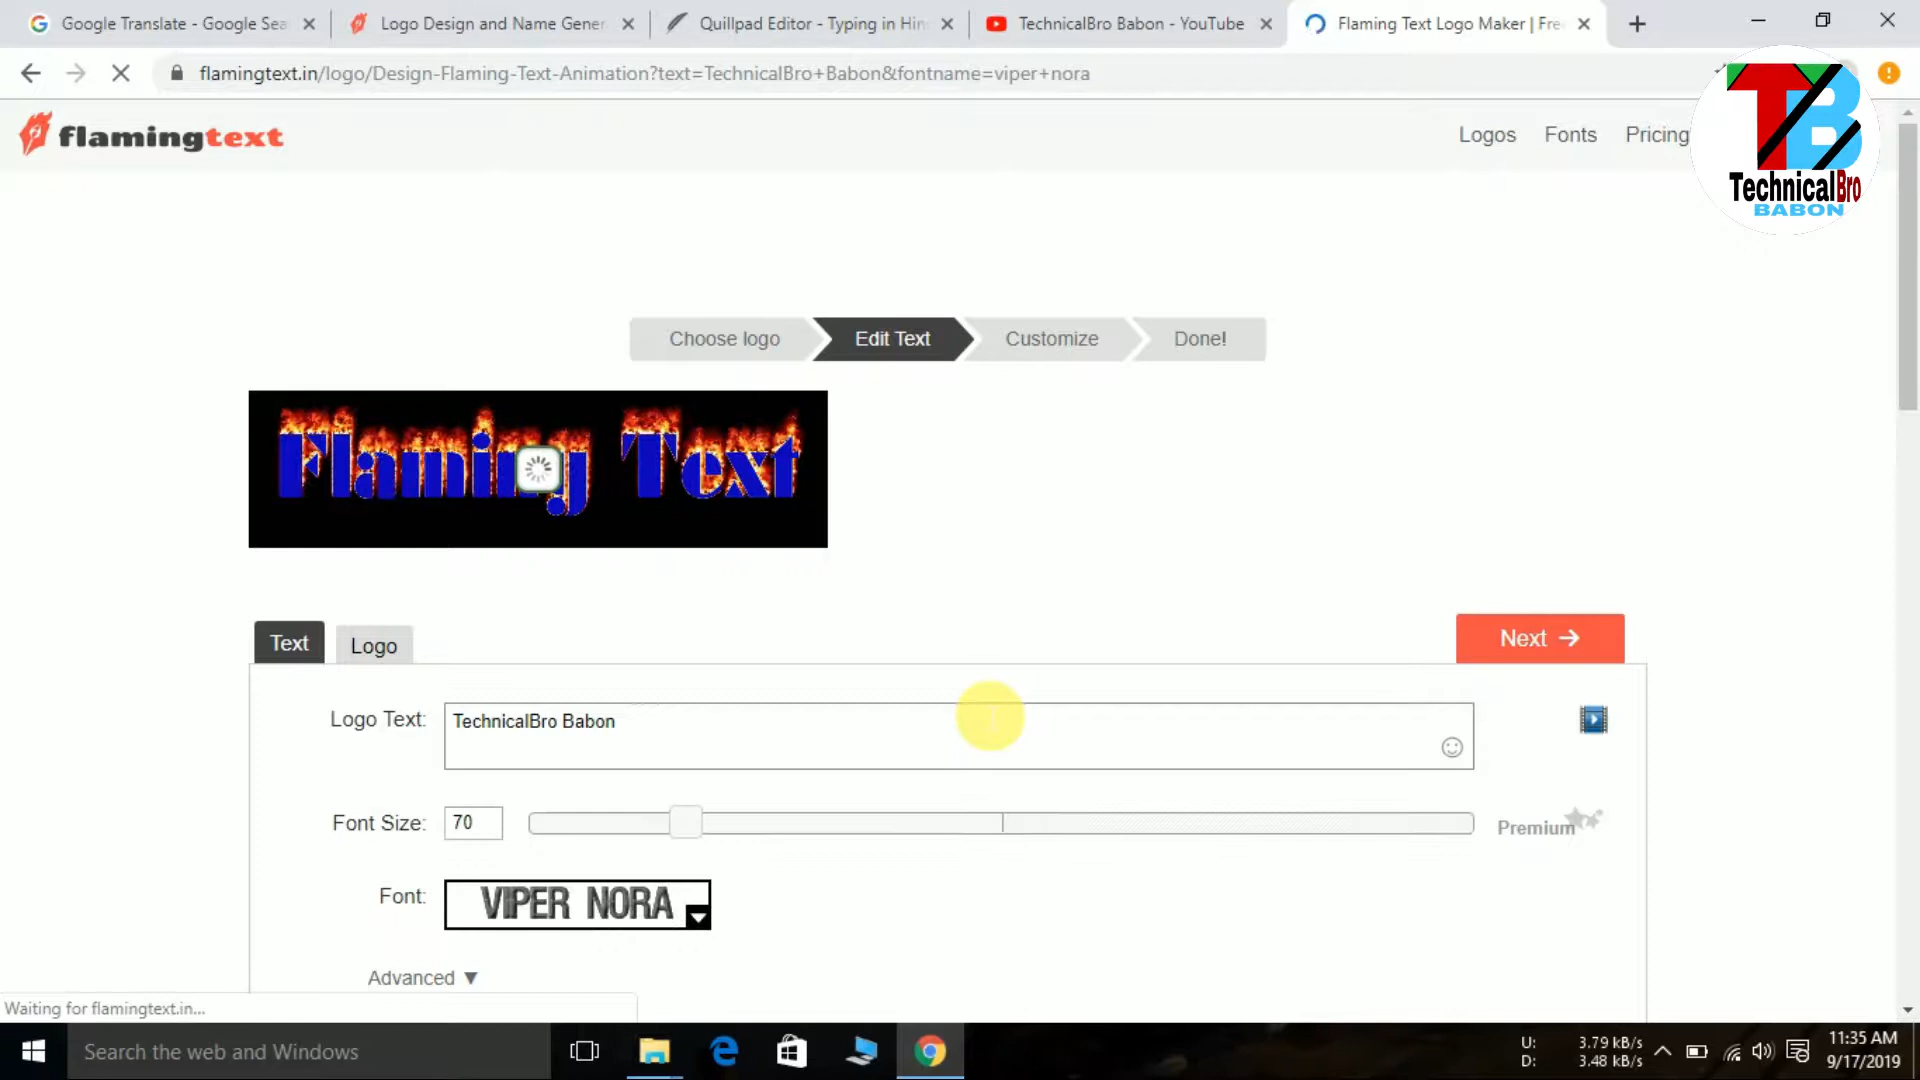 Google Translate - Google Sea
Logo Design and Name Gener
Quillpad Editor - Typing in Hin
TechnicalBro Babon - YouTube
Flaming Text Logo Maker | Free
flamingtext.in/logo/Design-Flaming-Text-Animation?text=TechnicalBro+Babon&fontname=viper+nora
flamingtext
Logos
Fonts
Pricing
TB
TechnicalBro
BABON
Choose logo
Edit Text
Customize
Done!
Flaming Text
Text
Logo
Next
Logo Text:
TechnicalBro Babon
Font Size:
70
Premium
Font:
VIPER NORA
Advanced ▼
Waiting for flamingtext.in...
Search the web and Windows
U: 3.79 kB/s
D: 3.48 kB/s
11:35 AM
9/17/2019